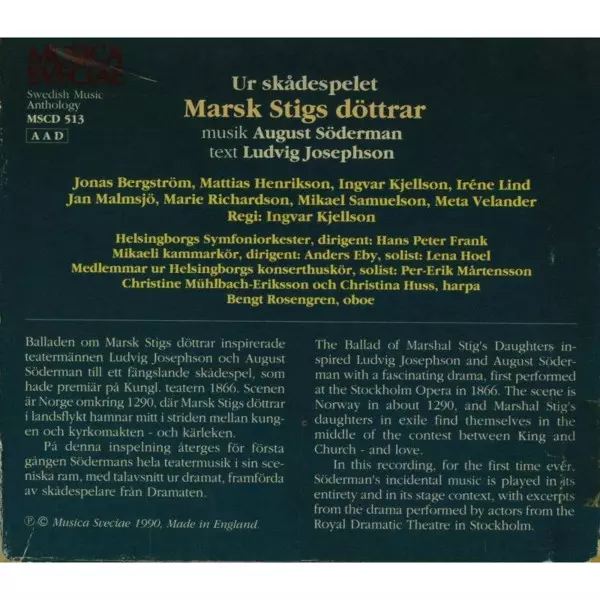 MUSICA
SVECIAE
Swedish Music
Anthology
MSCD 513
AAD
Ur skådespelet
Marsk Stigs döttrar
musik August Söderman
text Ludvig Josephson
Jonas Bergström, Mattias Henrikson, Ingvar Kjellson, Iréne Lind
Jan Malmsjö, Marie Richardson, Mikael Samuelson, Meta Velander
Regi: Ingvar Kjellson
Helsingborgs Symfoniorkester, dirigent: Hans Peter Frank
Mikaeli kammarkör, dirigent: Anders Eby, solist: Lena Hoel
Medlemmar ur Helsingborgs konserthuskör, solist: Per-Erik Mårtensson
Christine Mühlbach-Eriksson och Christina Huss, harpa
Bengt Rosengren, oboe
Balladen om Marsk Stigs döttrar inspirerade
teatermännen Ludvig Josephson och August
Söderman till ett fängslande skådespel, som
hade premiär på Kungl. teatern 1866. Scenen
är Norge omkring 1290, där Marsk Stigs döttrar
i landsflykt hamnar mitt i striden mellan kung-
en och kyrkomakten - och kärleken.
På denna inspelning återges för första
gången Södermans hela teatermusik i sin sce-
niska ram, med talavsnitt ur dramat, framförda
av skådespelare från Dramaten.
℗ © Musica Sveciae 1990, Made in England.
The Ballad of Marshal Stig's Daughters in-
spired Ludvig Josephson and August Söder-
man with a fascinating drama, first performed
at the Stockholm Opera in 1866. The scene is
Norway in about 1290, and Marshal Stig's
daughters in exile find themselves in the
middle of the contest between King and
Church - and love.
In this recording, for the first time ever.
Söderman's incidental music is played in its
entirety and in its stage context, with excerpts
from the drama performed by actors from the
Royal Dramatic Theatre in Stockholm.